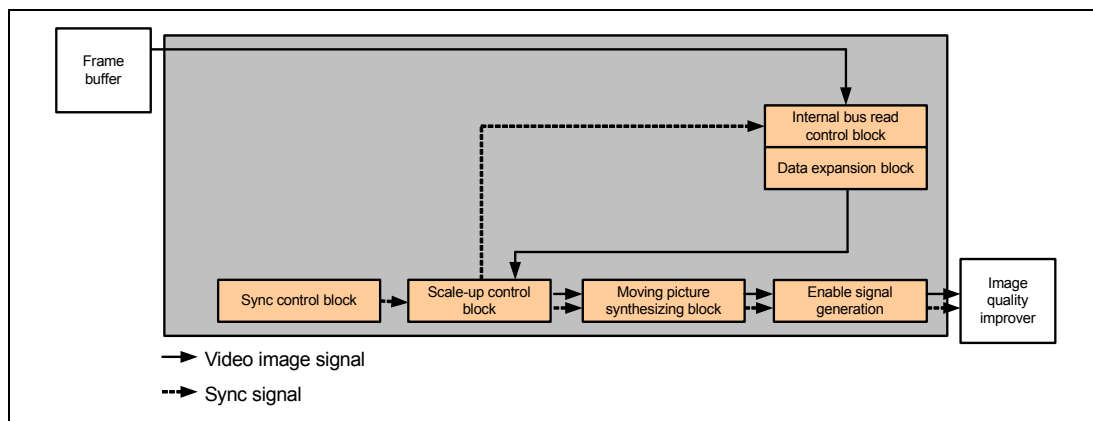 Frame
buffer
Internal bus read
control block
Data expansion block
Sync control block
Scale-up control
block
Moving picture
synthesizing block
Enable signal
generation
Image
quality
improver
Video image signal
Sync signal